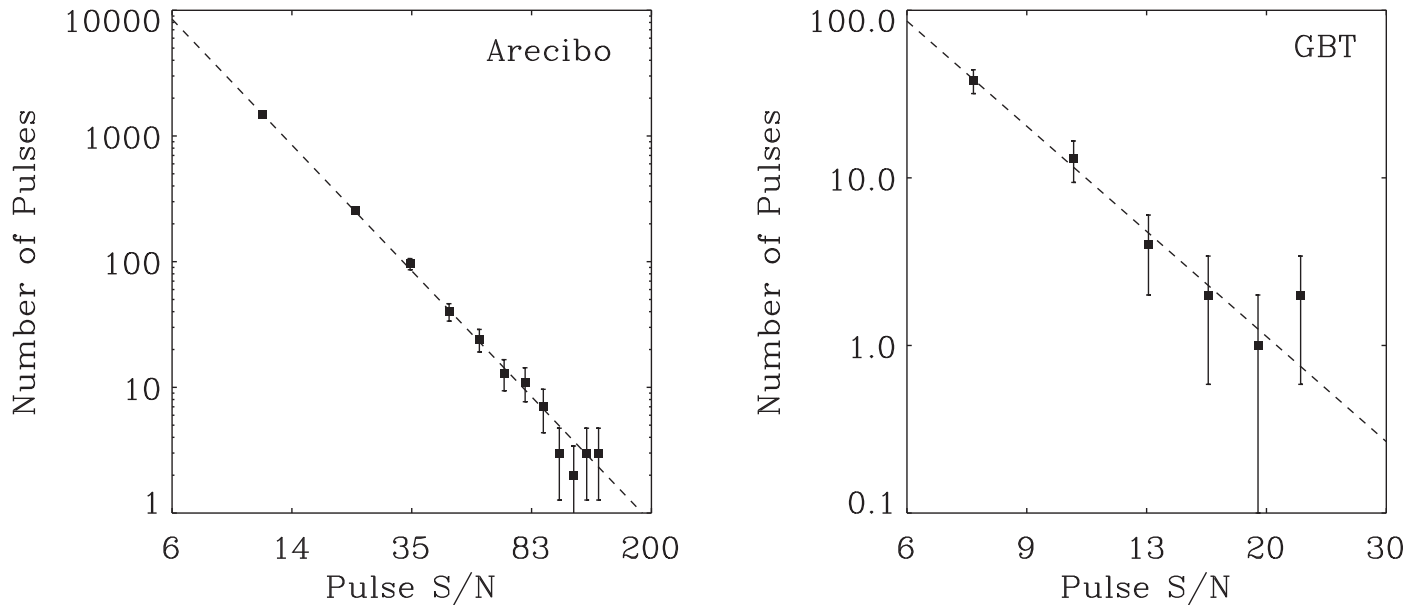 Arecibo
Number of Pulses
10000
1000
100
10
1
6 14 35 83 200
Pulse S/N
GBT
Number of Pulses
100.0
10.0
1.0
0.1
6 9 13 20 30
Pulse S/N